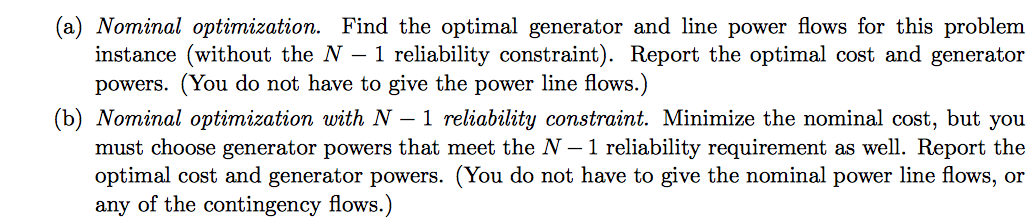 (a) Nominal optimization. Find the optimal generator and line power flows for this problem
instance (without the N − 1 reliability constraint). Report the optimal cost and generator
powers. (You do not have to give the power line flows.)
(b) Nominal optimization with N − 1 reliability constraint. Minimize the nominal cost, but you
must choose generator powers that meet the N − 1 reliability requirement as well. Report the
optimal cost and generator powers. (You do not have to give the nominal power line flows, or
any of the contingency flows.)